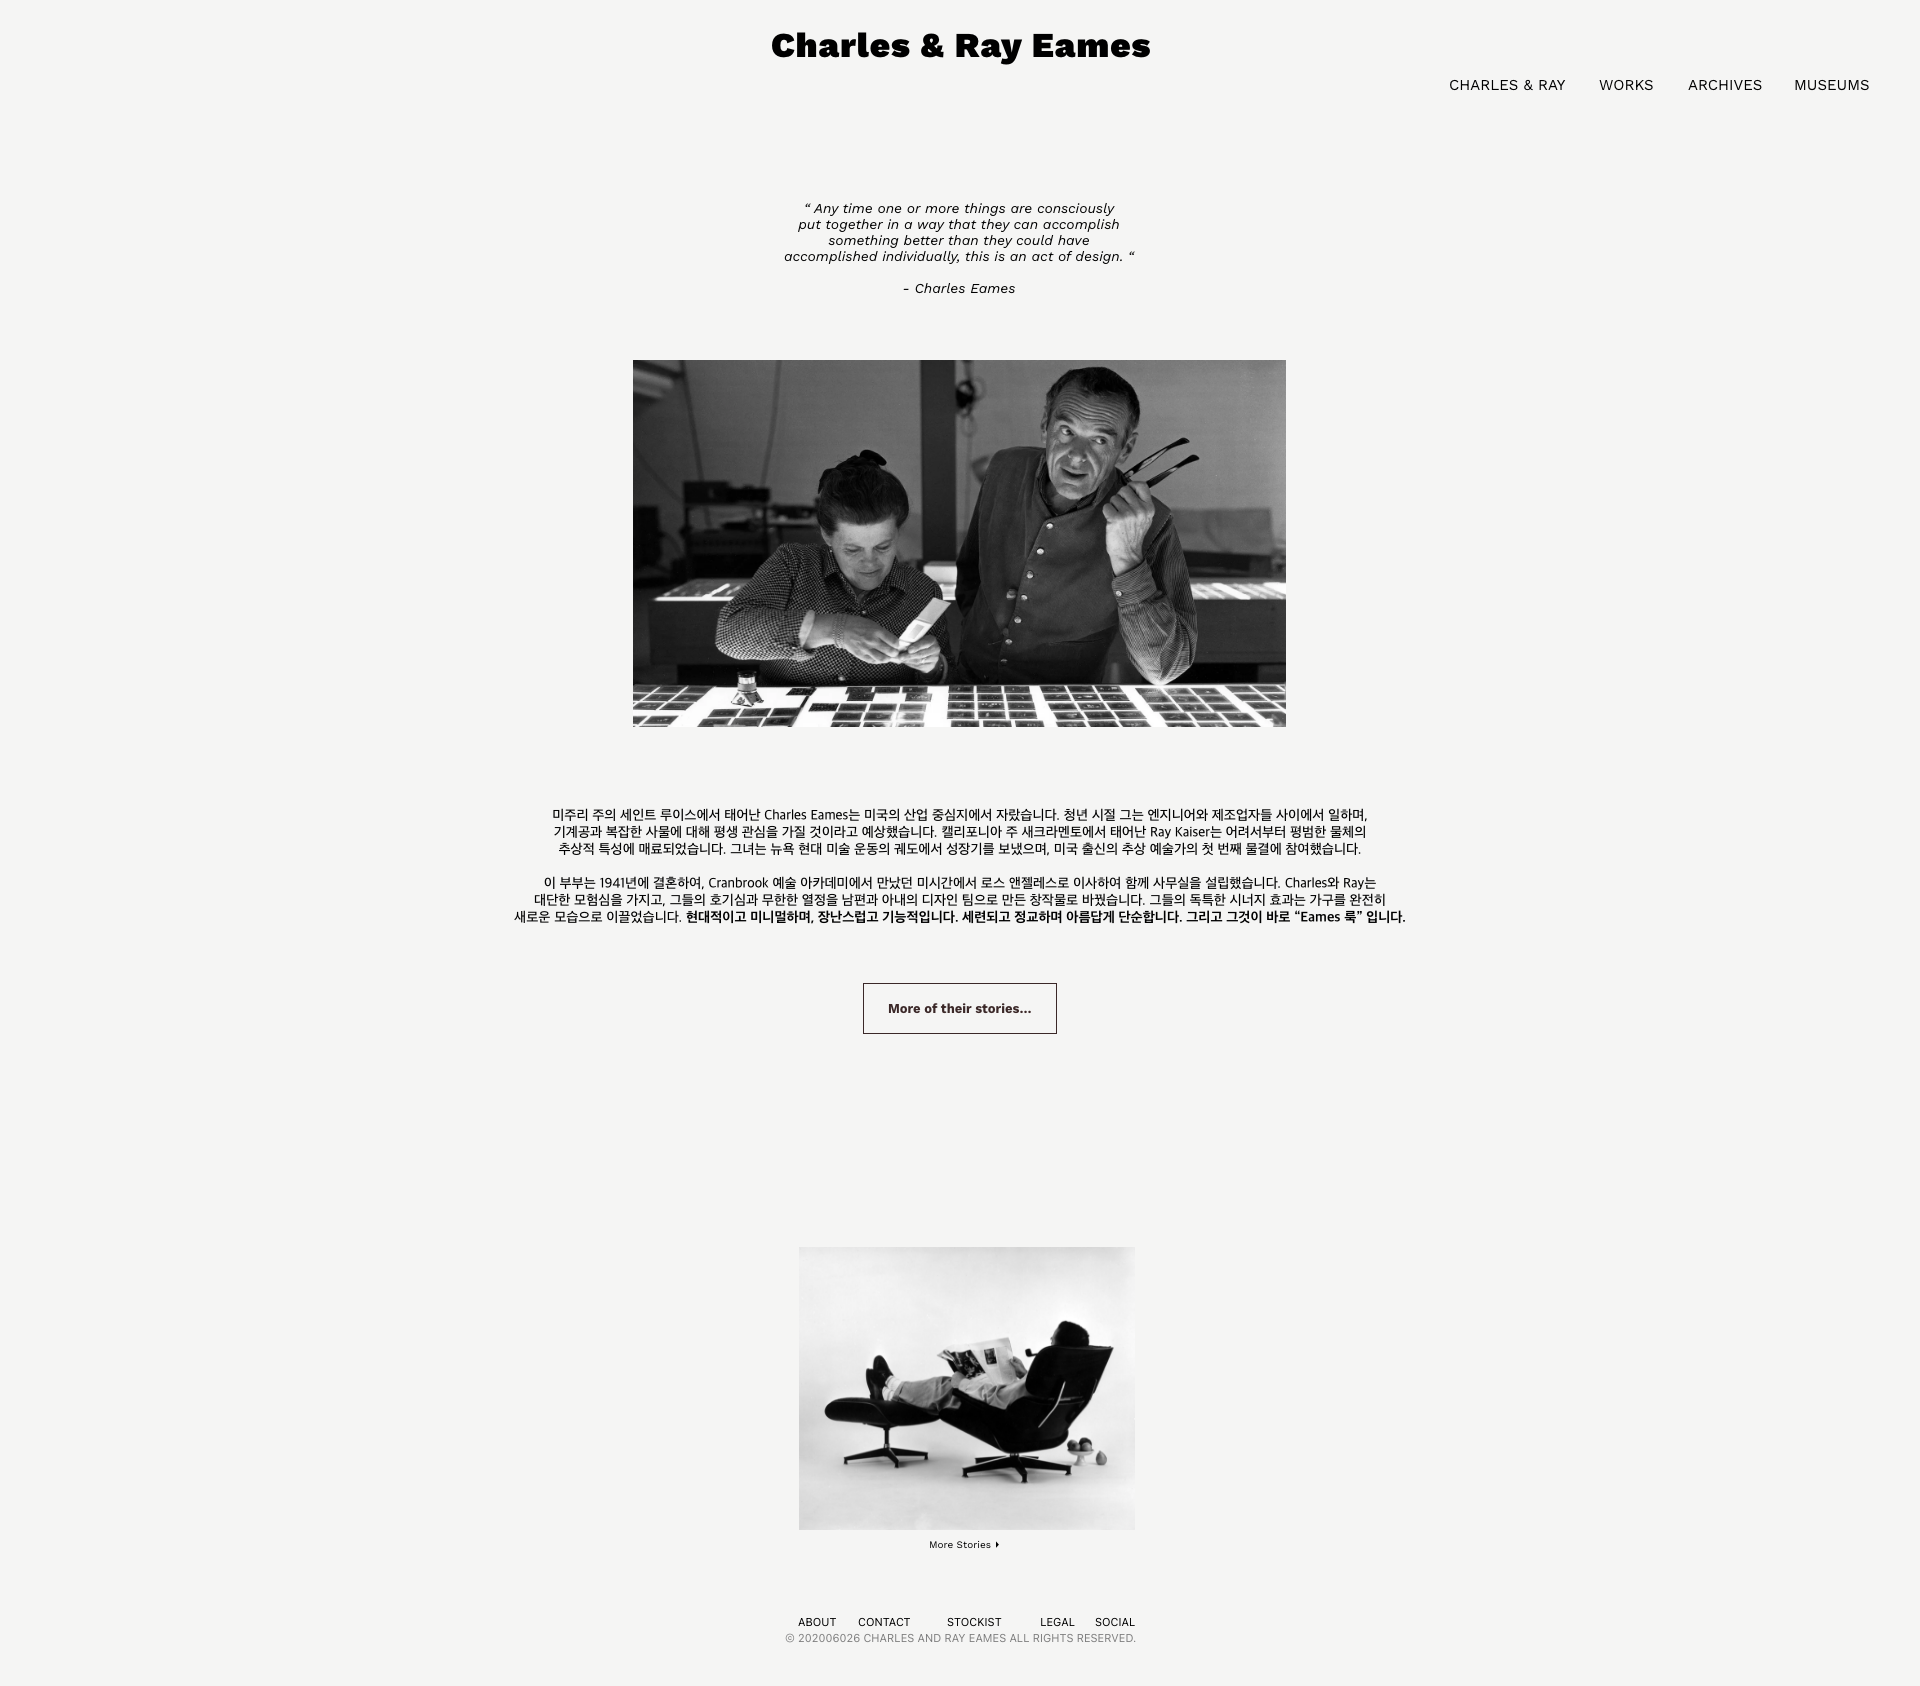 Charles & Ray Eames
CHARLES & RAY WORKS ARCHIVES MUSEUMS
“ Any time one or more things are consciously
put together in a way that they can accomplish
something better than they could have
accomplished individually, this is an act of design. “
- Charles Eames
미주리 주의 세인트 루이스에서 태어난 Charles Eames는 미국의 산업 중심지에서 자랐습니다. 청년 시절 그는 엔지니어와 제조업자들 사이에서 일하며,
기계공과 복잡한 사물에 대해 평생 관심을 가질 것이라고 예상했습니다. 캘리포니아 주 새크라멘토에서 태어난 Ray Kaiser는 어려서부터 평범한 물체의
추상적 특성에 매료되었습니다. 그녀는 뉴욕 현대 미술 운동의 궤도에서 성장기를 보냈으며, 미국 출신의 추상 예술가의 첫 번째 물결에 참여했습니다.
이 부부는 1941년에 결혼하여, Cranbrook 예술 아카데미에서 만났던 미시간에서 로스 앤젤레스로 이사하여 함께 사무실을 설립했습니다. Charles와 Ray는
대단한 모험심을 가지고, 그들의 호기심과 무한한 열정을 남편과 아내의 디자인 팀으로 만든 창작물로 바꿨습니다. 그들의 독특한 시너지 효과는 가구를 완전히
새로운 모습으로 이끌었습니다. 현대적이고 미니멀하며, 장난스럽고 기능적입니다. 세련되고 정교하며 아름답게 단순합니다. 그리고 그것이 바로 “Eames 룩” 입니다.
More of their stories...
More Stories
ABOUT CONTACT STOCKIST LEGAL SOCIAL
© 202006026 CHARLES AND RAY EAMES ALL RIGHTS RESERVED.